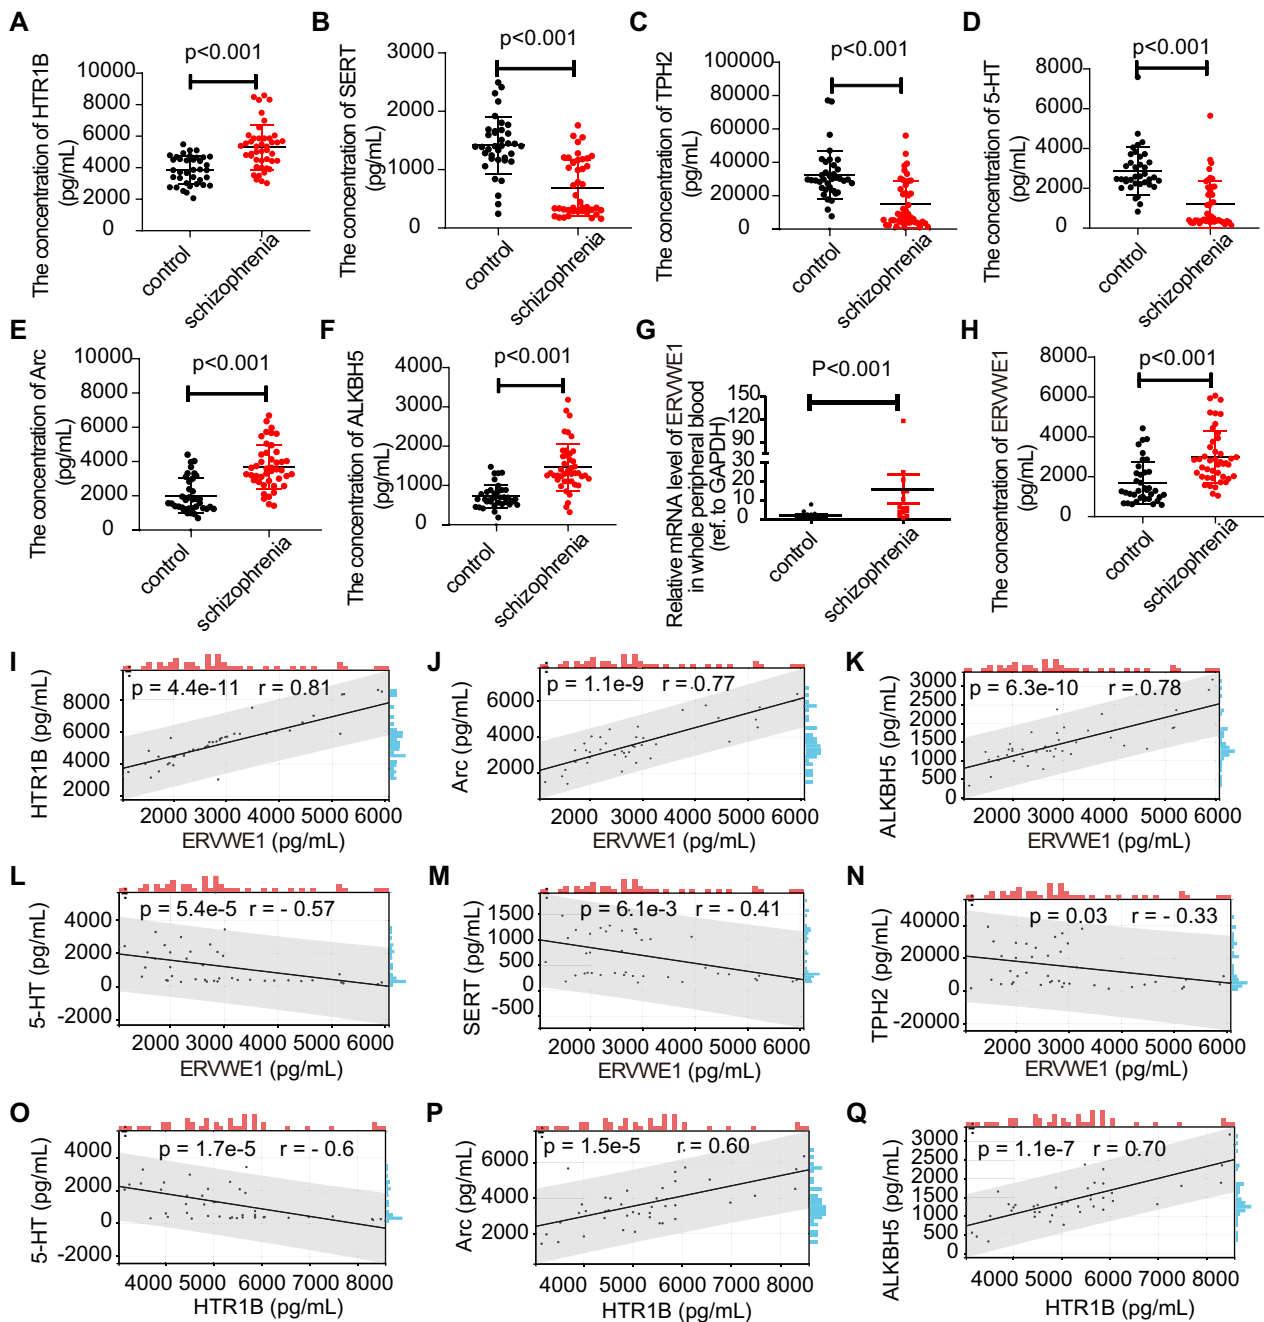 A
The concentration of HTR1B
(pg/mL)
p<0.001
10000
8000
6000
4000
2000
0
control
schizophrenia
B
The concentration of SERT
(pg/mL)
p<0.001
3000
2000
1000
0
control
schizophrenia
C
The concentration of TPH2
(pg/mL)
p<0.001
100000
80000
60000
40000
20000
0
control
schizophrenia
D
The concentration of 5-HT
(pg/mL)
p<0.001
8000
6000
4000
2000
0
control
schizophrenia
E
The concentration of Arc
(pg/mL)
p<0.001
10000
8000
6000
4000
2000
0
control
schizophrenia
F
The concentration of ALKBH5
(pg/mL)
p<0.001
4000
3000
2000
1000
0
control
schizophrenia
G
Relative mRNA level of ERVWE1
in whole peripheral blood
(ref. to GAPDH)
P<0.001
150
120
90
60
30
20
10
0
control
schizophrenia
H
The concentration of ERVWE1
(pg/mL)
p<0.001
8000
6000
4000
2000
0
control
schizophrenia
I
HTR1B (pg/mL)
p = 4.4e-11 r = 0.81
8000
6000
4000
2000
2000 3000 4000 5000 6000
ERVWE1 (pg/mL)
J
Arc (pg/mL)
p = 1.1e-9 r = 0.77
6000
4000
2000
2000 3000 4000 5000 6000
ERVWE1 (pg/mL)
K
ALKBH5 (pg/mL)
p = 6.3e-10 r = 0.78
3000
2500
2000
1500
1000
500
0
2000 3000 4000 5000 6000
ERVWE1 (pg/mL)
L
5-HT (pg/mL)
p = 5.4e-5 r = - 0.57
4000
2000
0
-2000
2000 3000 4000 5000 6000
ERVWE1 (pg/mL)
M
SERT (pg/mL)
p = 6.1e-3 r = - 0.41
1500
1000
500
0
-500
2000 3000 4000 5000 6000
ERVWE1 (pg/mL)
N
TPH2 (pg/mL)
p = 0.03 r = - 0.33
40000
20000
0
-20000
2000 3000 4000 5000 6000
ERVWE1 (pg/mL)
O
5-HT (pg/mL)
p = 1.7e-5 r = - 0.6
4000
2000
0
-2000
4000 5000 6000 7000 8000
HTR1B (pg/mL)
P
Arc (pg/mL)
p = 1.5e-5 r = 0.60
6000
4000
2000
4000 5000 6000 7000 8000
HTR1B (pg/mL)
Q
ALKBH5 (pg/mL)
p = 1.1e-7 r = 0.70
3000
2500
2000
1500
1000
500
0
4000 5000 6000 7000 8000
HTR1B (pg/mL)